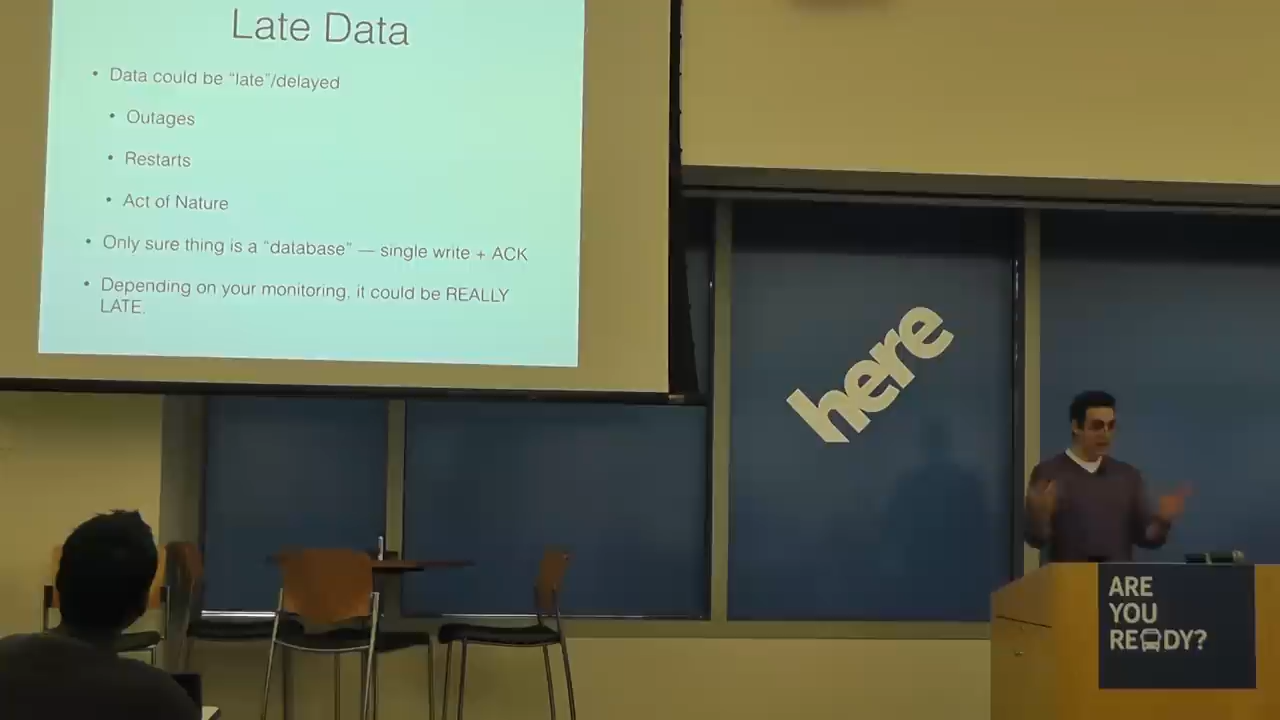 Late Data
• Data could be “late”/delayed
• Outages
• Restarts
• Act of Nature
• Only sure thing is a “database” — single write + ACK
• Depending on your monitoring, it could be REALLY
LATE.
here
ARE
YOU
READY?